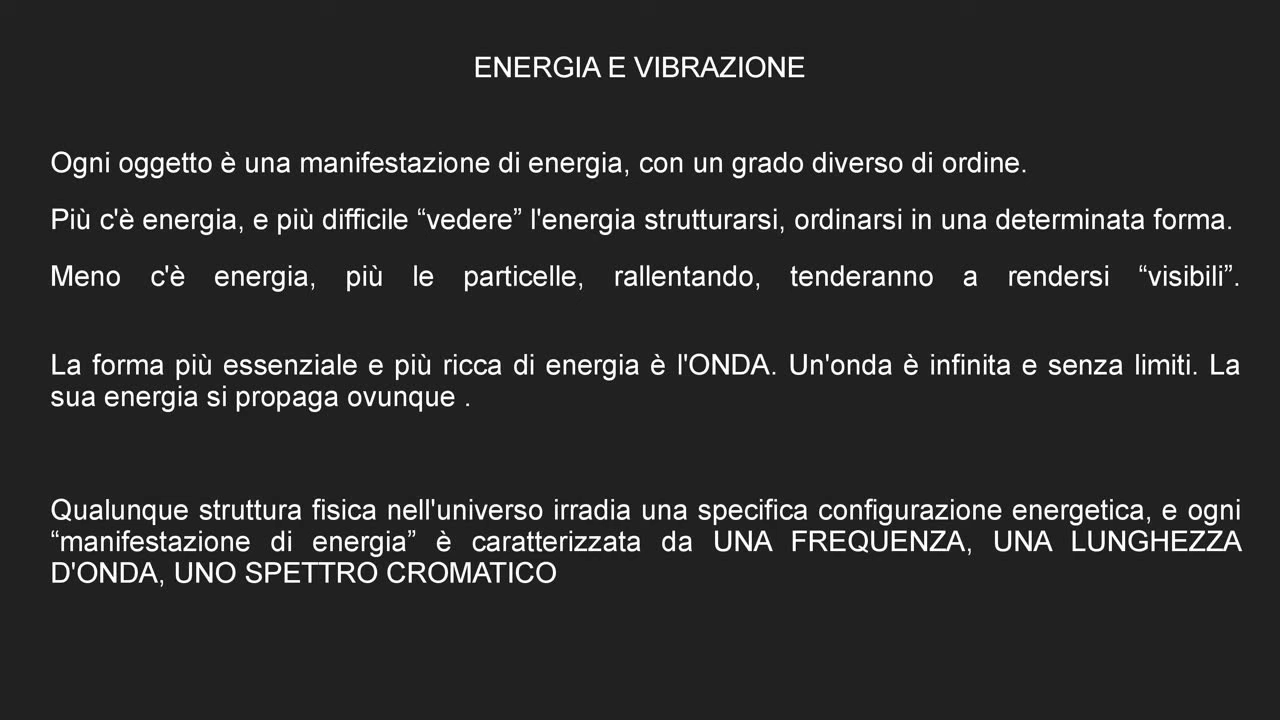 ENERGIA E VIBRAZIONE
Ogni oggetto è una manifestazione di energia, con un grado diverso di ordine.
Più c'è energia, e più difficile “vedere” l'energia strutturarsi, ordinarsi in una determinata forma.
Meno c'è energia, più le particelle, rallentando, tenderanno a rendersi “visibili”.
La forma più essenziale e più ricca di energia è l'ONDA. Un'onda è infinita e senza limiti. La
sua energia si propaga ovunque .
Qualunque struttura fisica nell'universo irradia una specifica configurazione energetica, e ogni
“manifestazione di energia” è caratterizzata da UNA FREQUENZA, UNA LUNGHEZZA
D'ONDA, UNO SPETTRO CROMATICO